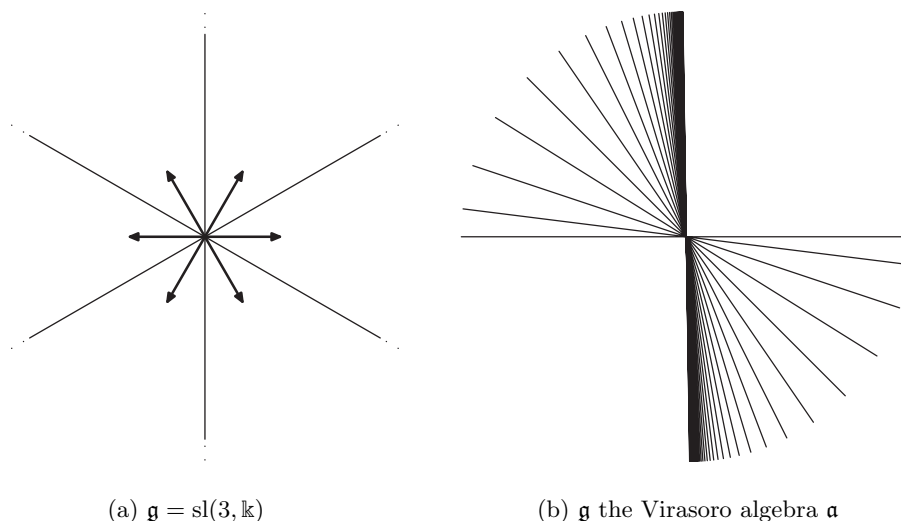 (a) 𝔤 = sl(3, 𝕜)
(b) 𝔤 the Virasoro algebra 𝔞